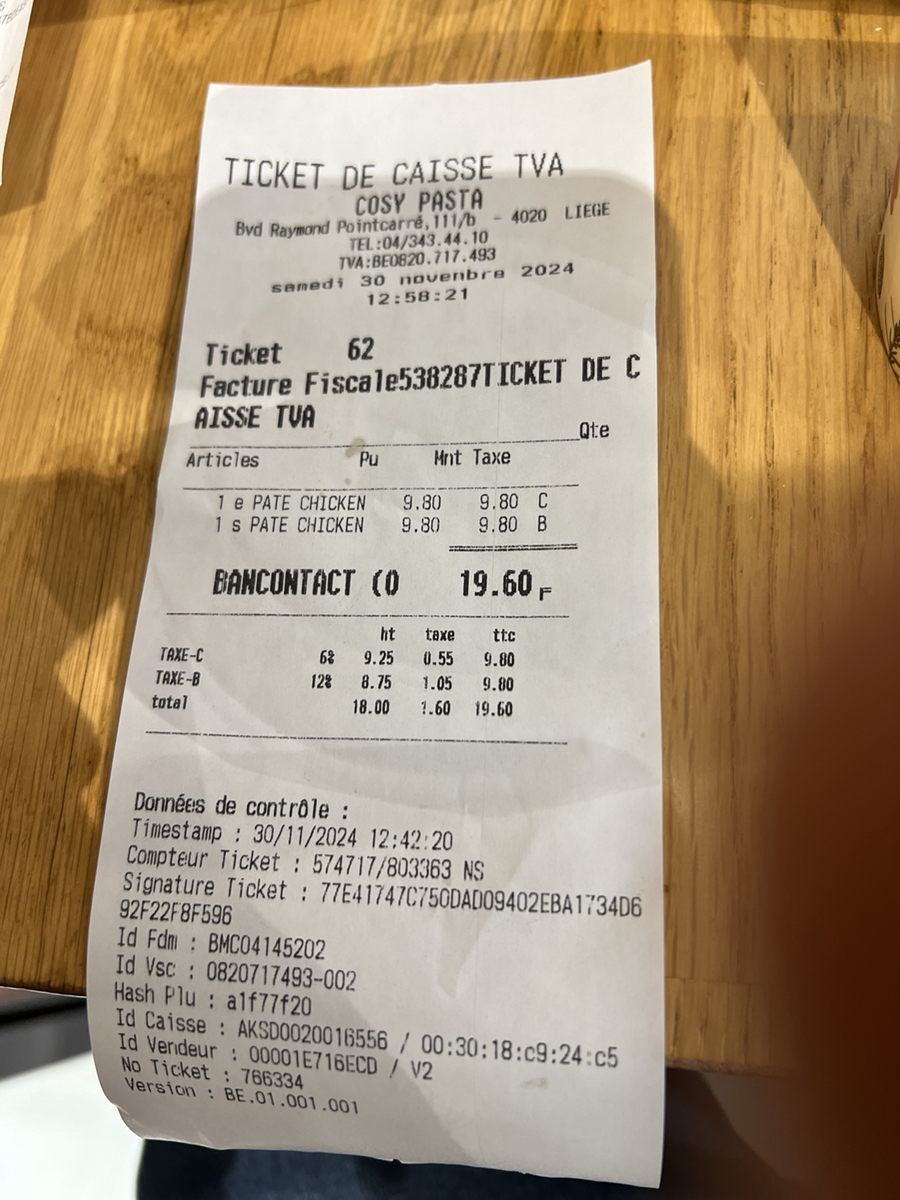 TICKET DE CAISSE TVA
COSY PASTA
Bvd Raymond Pointcarré,111/b - 4020 LIEGE
TEL:04/343.44.10
TVA:BE0820.717.493
samedi 30 novembre 2024
12:58:21
Ticket 62
Facture Fiscale538287TICKET DE C
AISSE TVA
Qte
Articles Pu Mnt Taxe
1 e PATE CHICKEN 9.80 9.80 C
1 s PATE CHICKEN 9.80 9.80 B
BANCONTACT (0 19.60 F
ht taxe ttc
TAXE-C 6% 9.25 0.55 9.80
TAXE-B 12% 8.75 1.05 9.80
total 18.00 1.60 19.60
Données de contrôle :
Timestamp : 30/11/2024 12:42:20
Compteur Ticket : 574717/803363 NS
Signature Ticket : 77E41747C750DAD09402EBA1734D6
92F22F8F596
Id Fdm : BMC04145202
Id Vsc : 0820717493-002
Hash Plu : a1f77f20
Id Caisse : AKSD0020016556 / 00:30:18:c9:24:c5
Id Vendeur : 00001E716ECD / V2
No Ticket : 766334
Version : BE.01.001.001